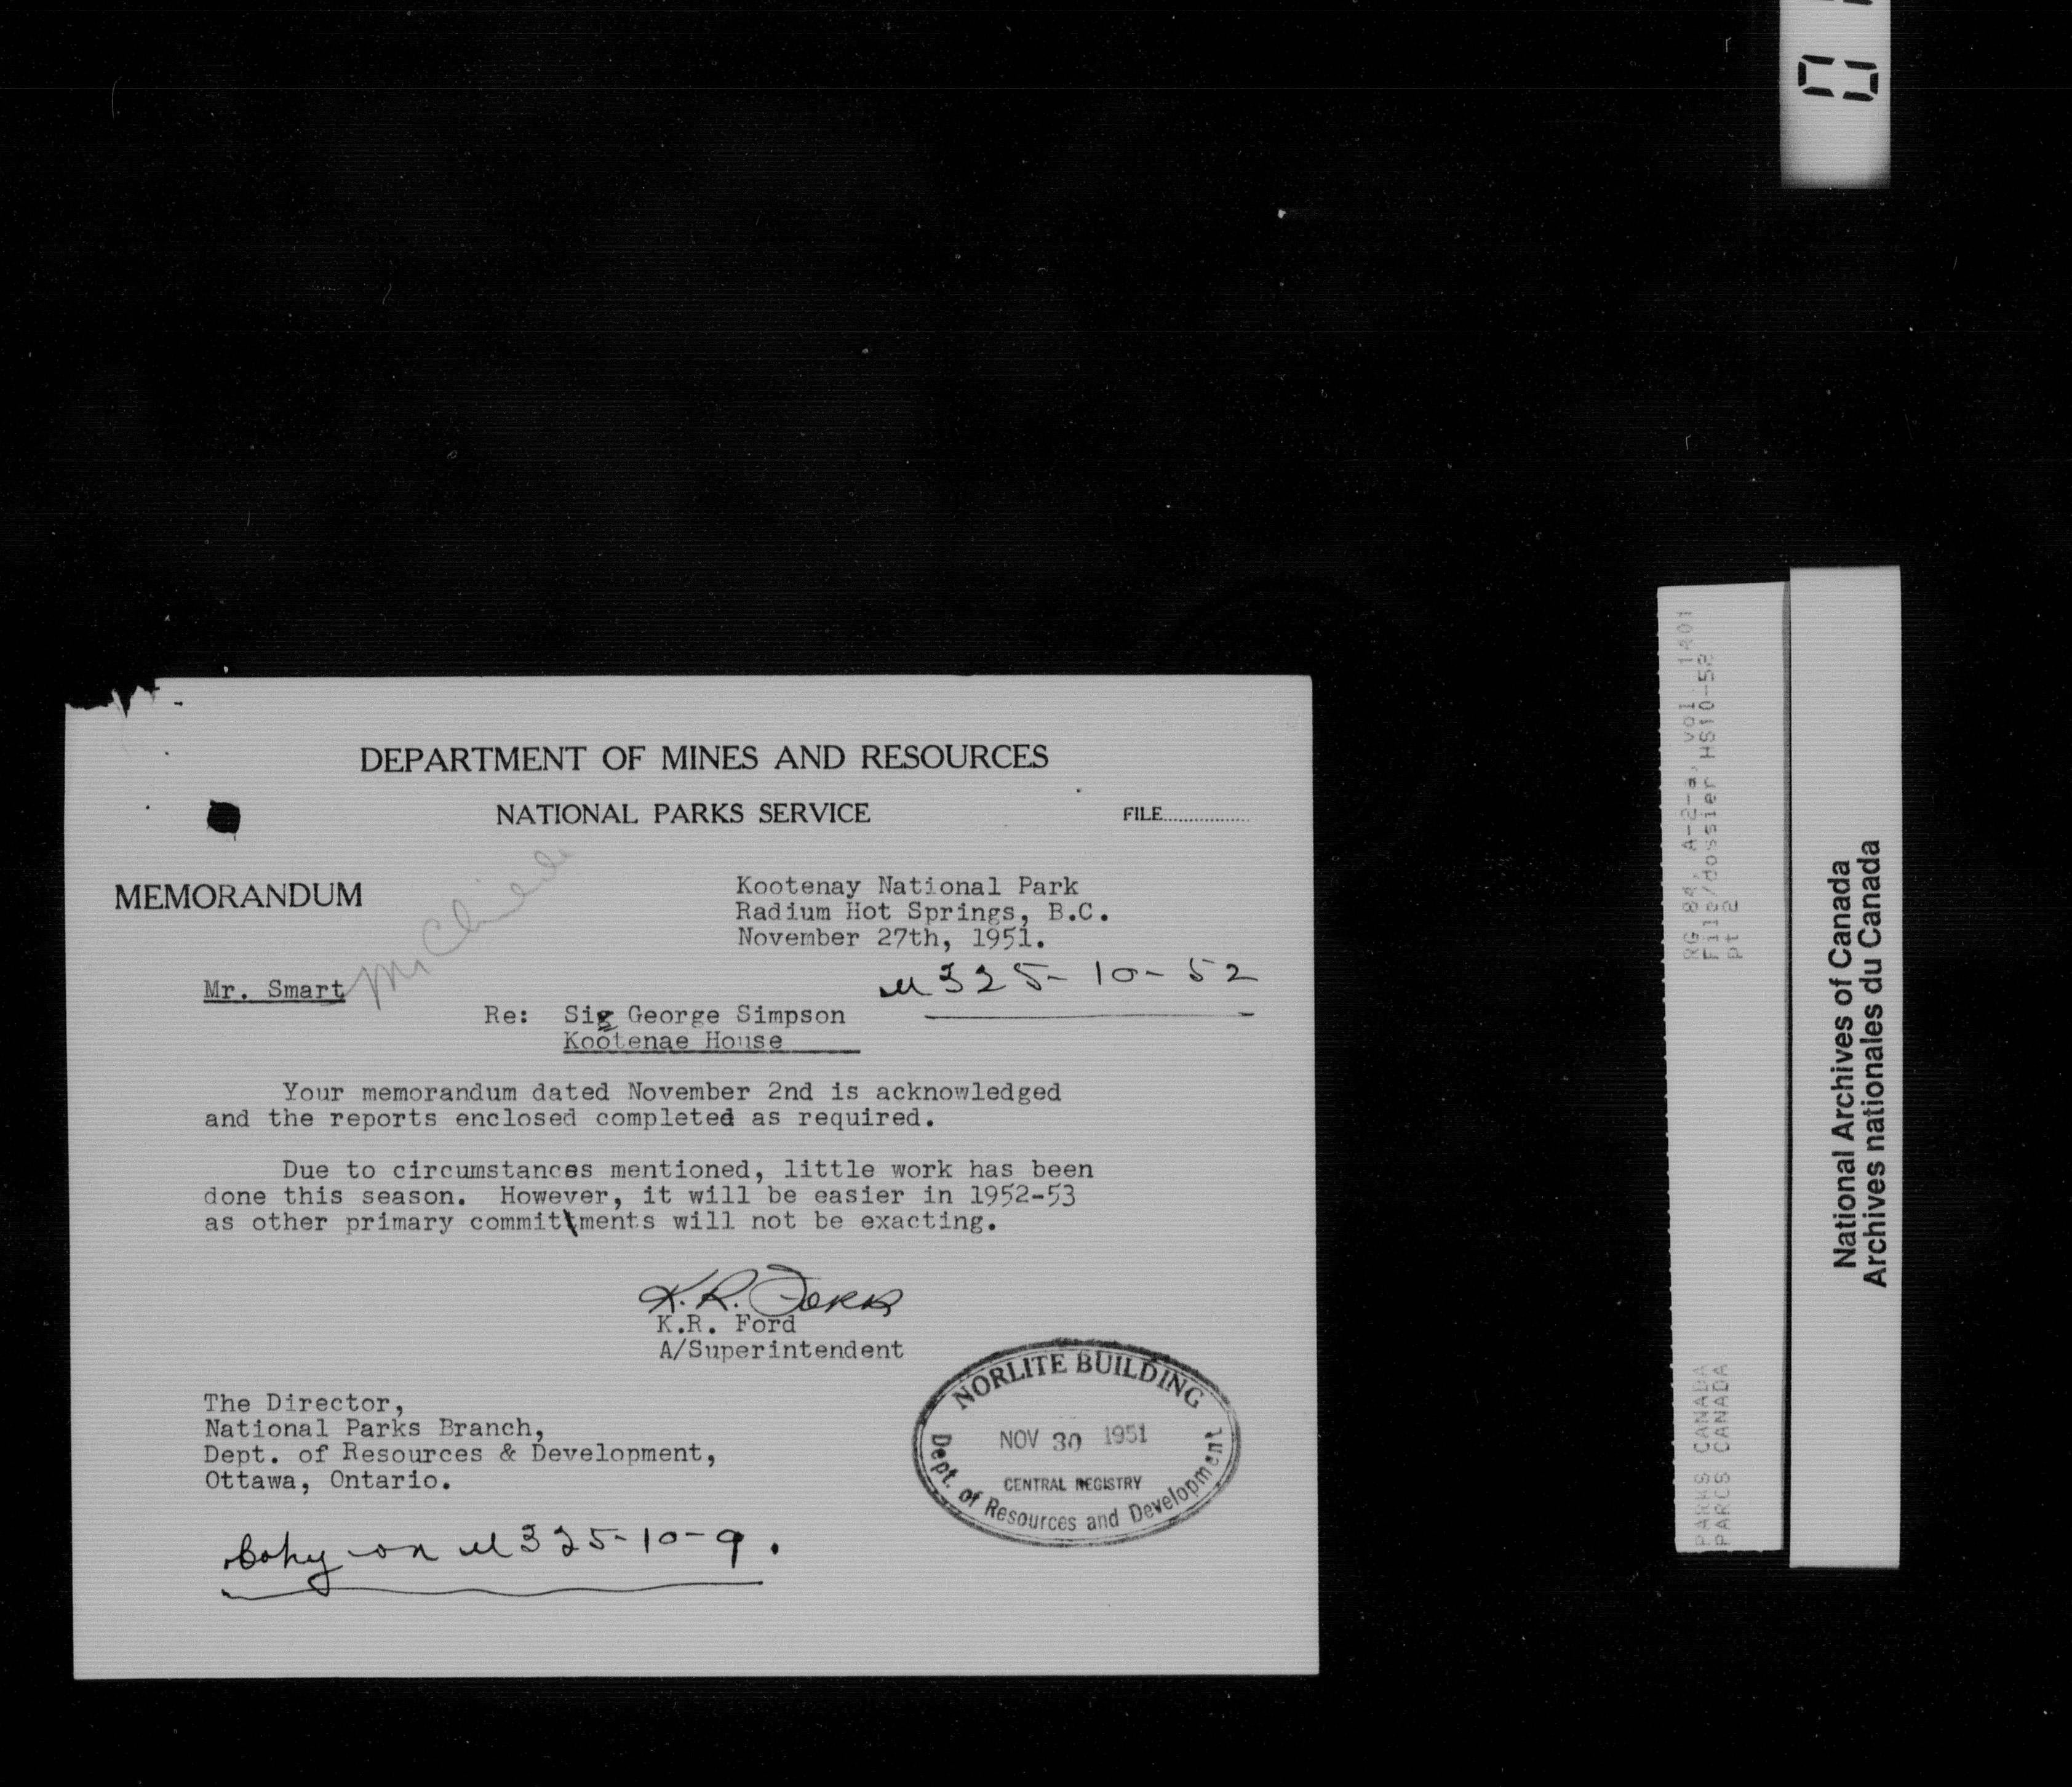 DEPARTMENT OF MINES AND RESOURCES
NATIONAL PARKS SERVICE
FILE................
MEMORANDUM
Kootenay National Park
Radium Hot Springs, B.C.
November 27th, 1951.
M325-10-52
Mr. Smart
Re: Sir George Simpson
Kootenae House
Your memorandum dated November 2nd is acknowledged
and the reports enclosed completed as required.
Due to circumstances mentioned, little work has been
done this season. However, it will be easier in 1952-53
as other primary committments will not be exacting.
K.R. Ford
K.R. Ford
A/Superintendent
The Director,
National Parks Branch,
Dept. of Resources & Development,
Ottawa, Ontario.
NORLITE BUILDING
NOV 30 1951
CENTRAL REGISTRY
Dept. of Resources and Development
Copy on M325-10-9.
RG 84, A-2-a, vol. 1401
File/dossier HS10-52
pt 2
PARKS CANADA
PARCS CANADA
National Archives of Canada
Archives nationales du Canada